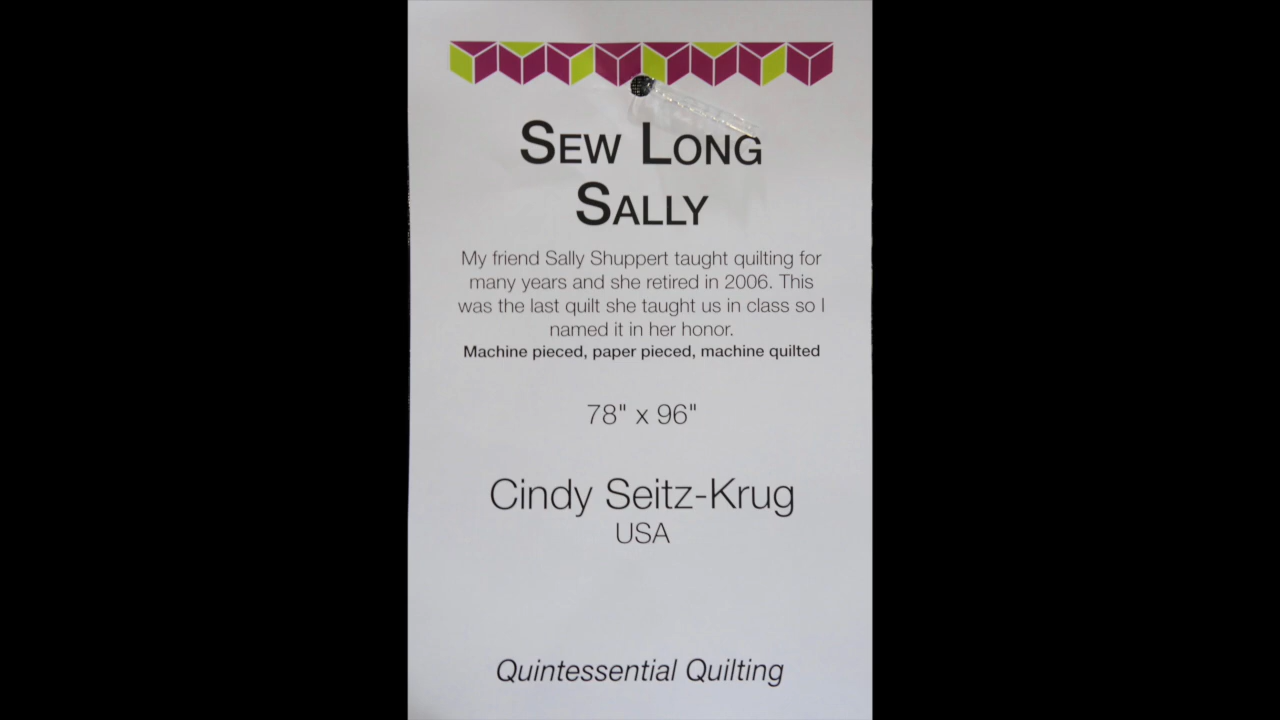 SEW LONG
SALLY
My friend Sally Shuppert taught quilting for
many years and she retired in 2006. This
was the last quilt she taught us in class so I
named it in her honor.
Machine pieced, paper pieced, machine quilted
78" x 96"
Cindy Seitz-Krug
USA
Quintessential Quilting